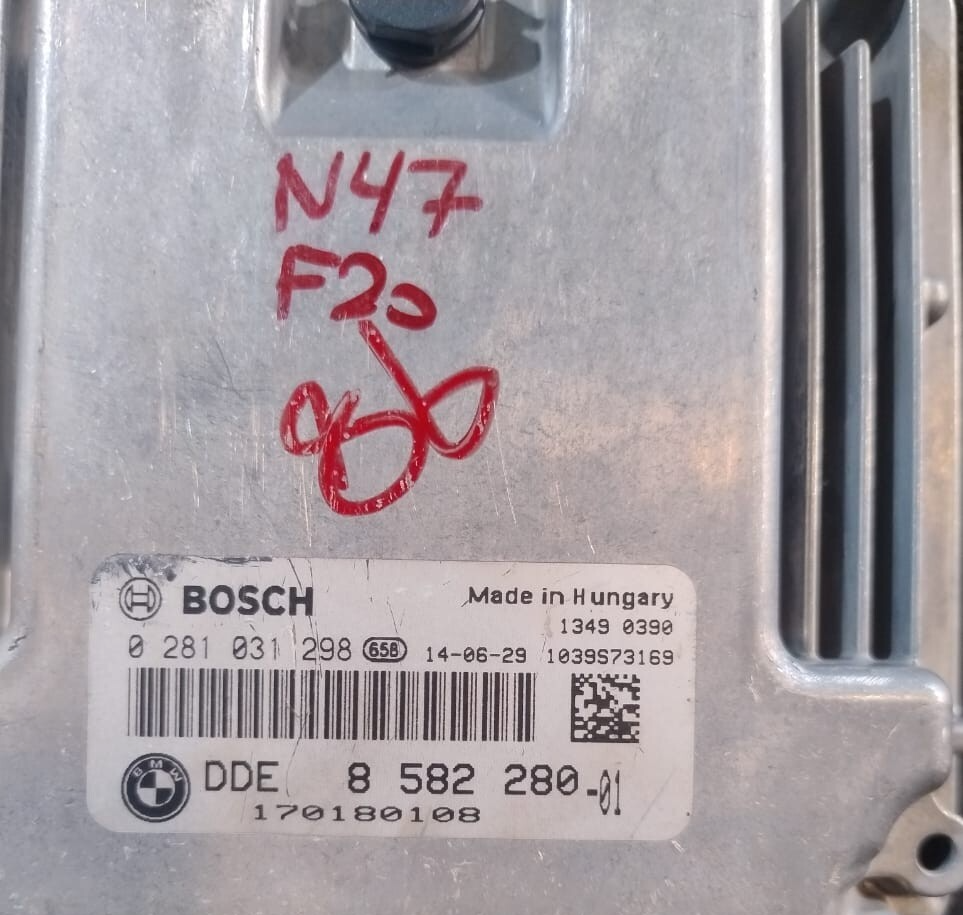 N47
F20
BOSCH
Made in Hungary
1349 0390
0 281 031 298 658 14-06-29 1039S73169
BMW
DDE 8 582 280-01
170180108